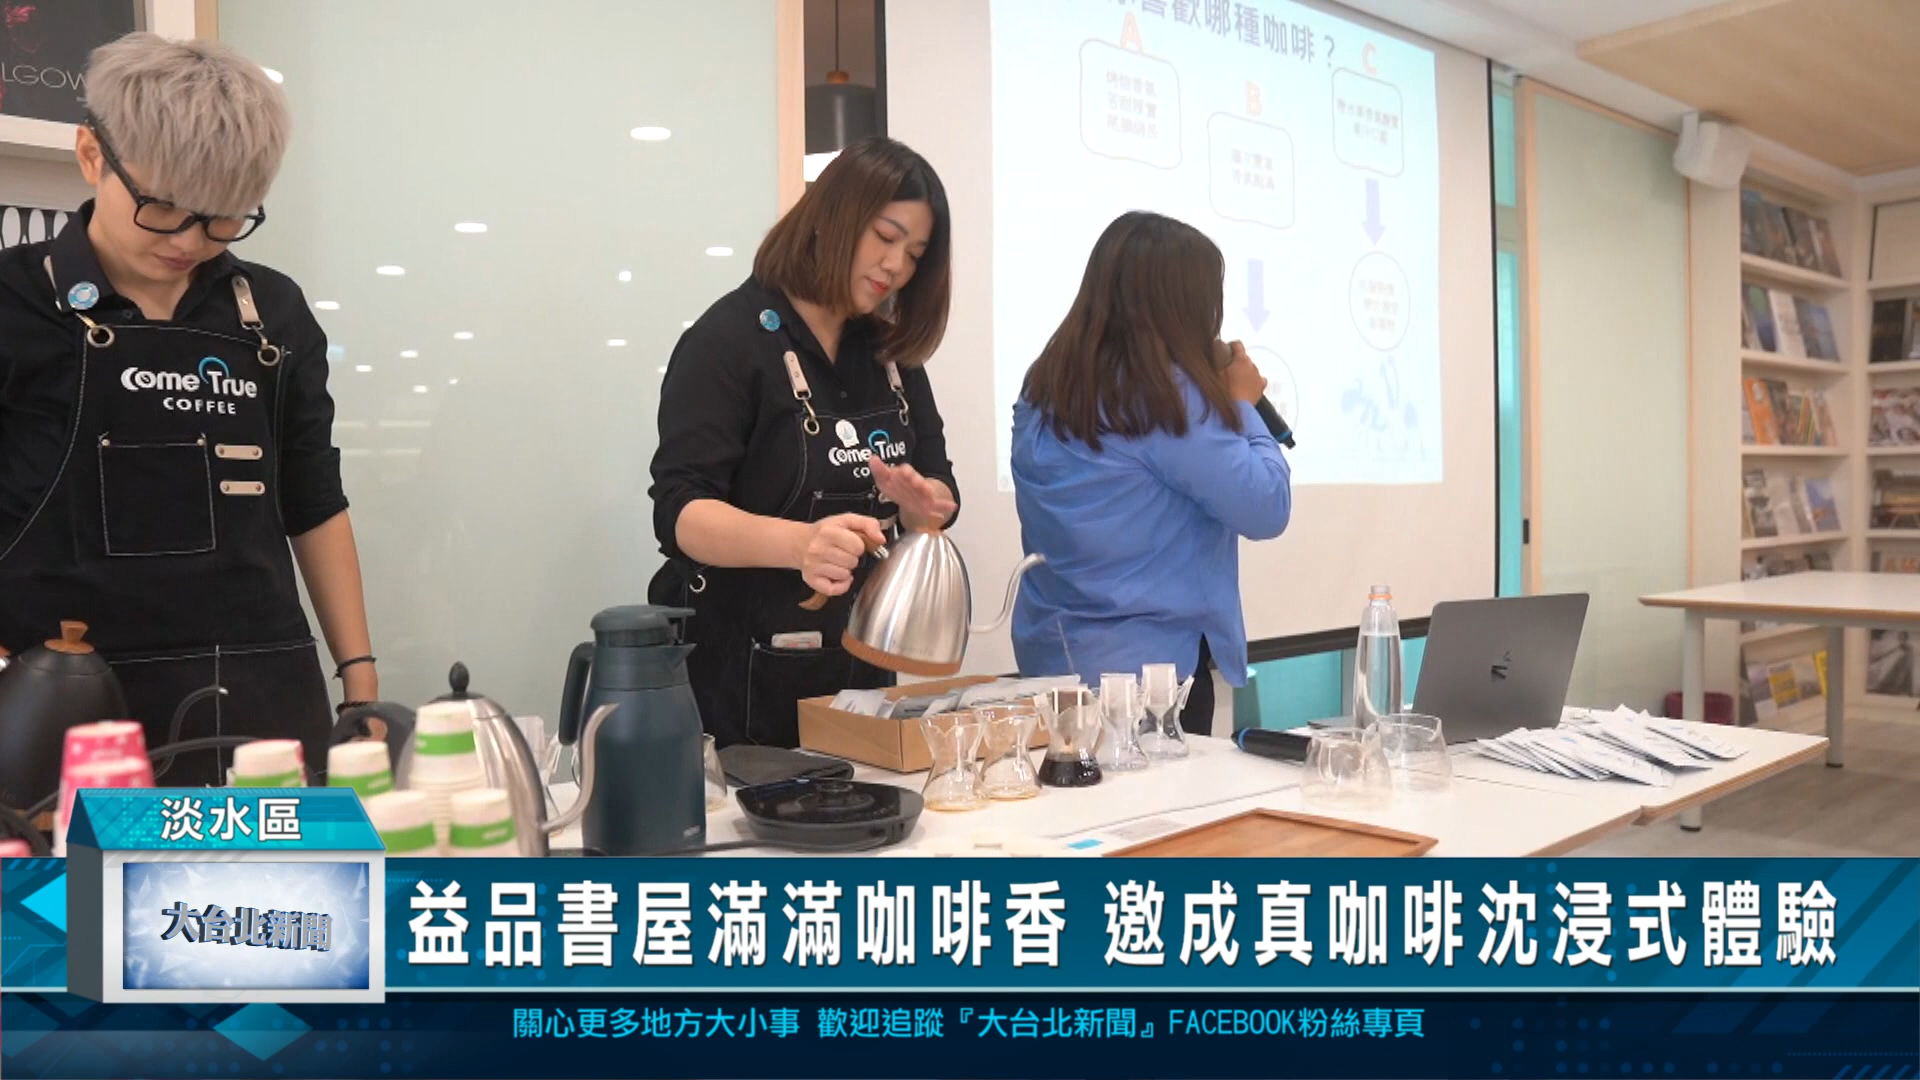 LGOW
你喜歡哪種咖啡？
A
B
C
Come True
COFFEE
Come True
淡水區
大台北新聞
益品書屋滿滿咖啡香 邀成真咖啡沈浸式體驗
關心更多地方大小事 歡迎追蹤『大台北新聞』FACEBOOK粉絲專頁